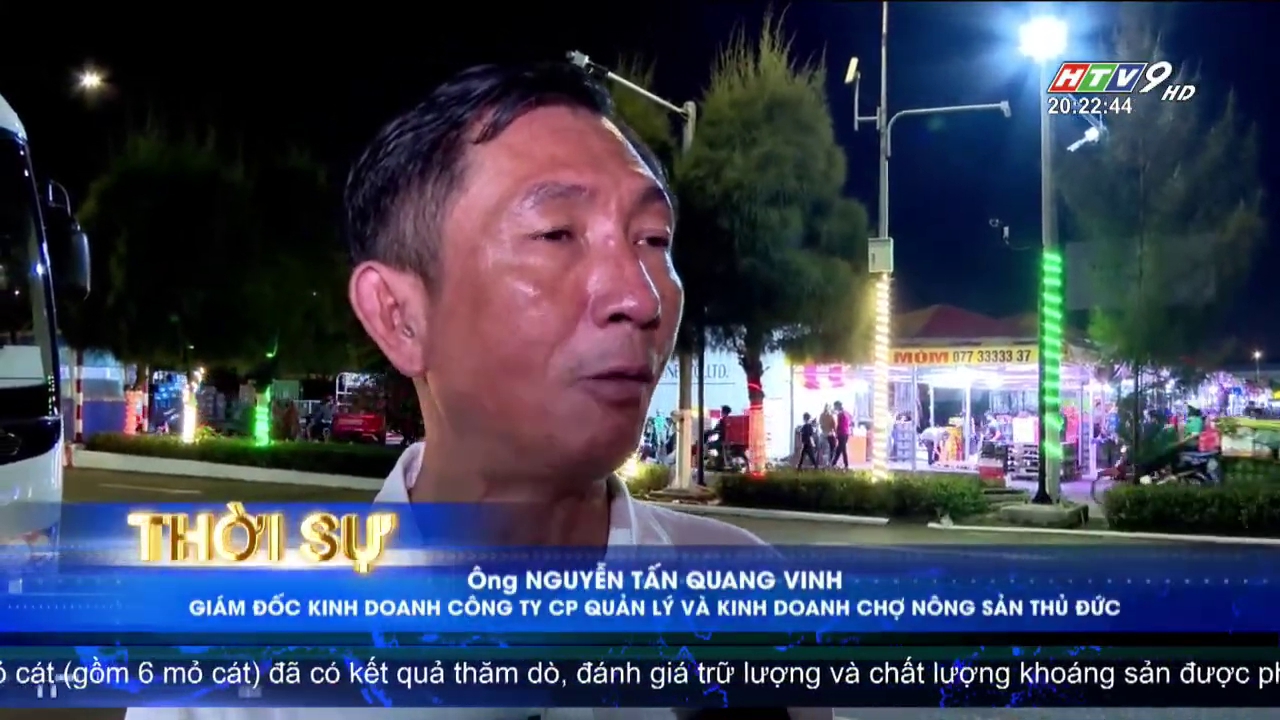 HTV9 HD
20:22:44
MÙM 077 33333 37
LTD.
THỜI SỰ
Ông NGUYỄN TẤN QUANG VINH
GIÁM ĐỐC KINH DOANH CÔNG TY CP QUẢN LÝ VÀ KINH DOANH CHỢ NÔNG SẢN THỦ ĐỨC
cát (gồm 6 mỏ cát) đã có kết quả thăm dò, đánh giá trữ lượng và chất lượng khoáng sản được